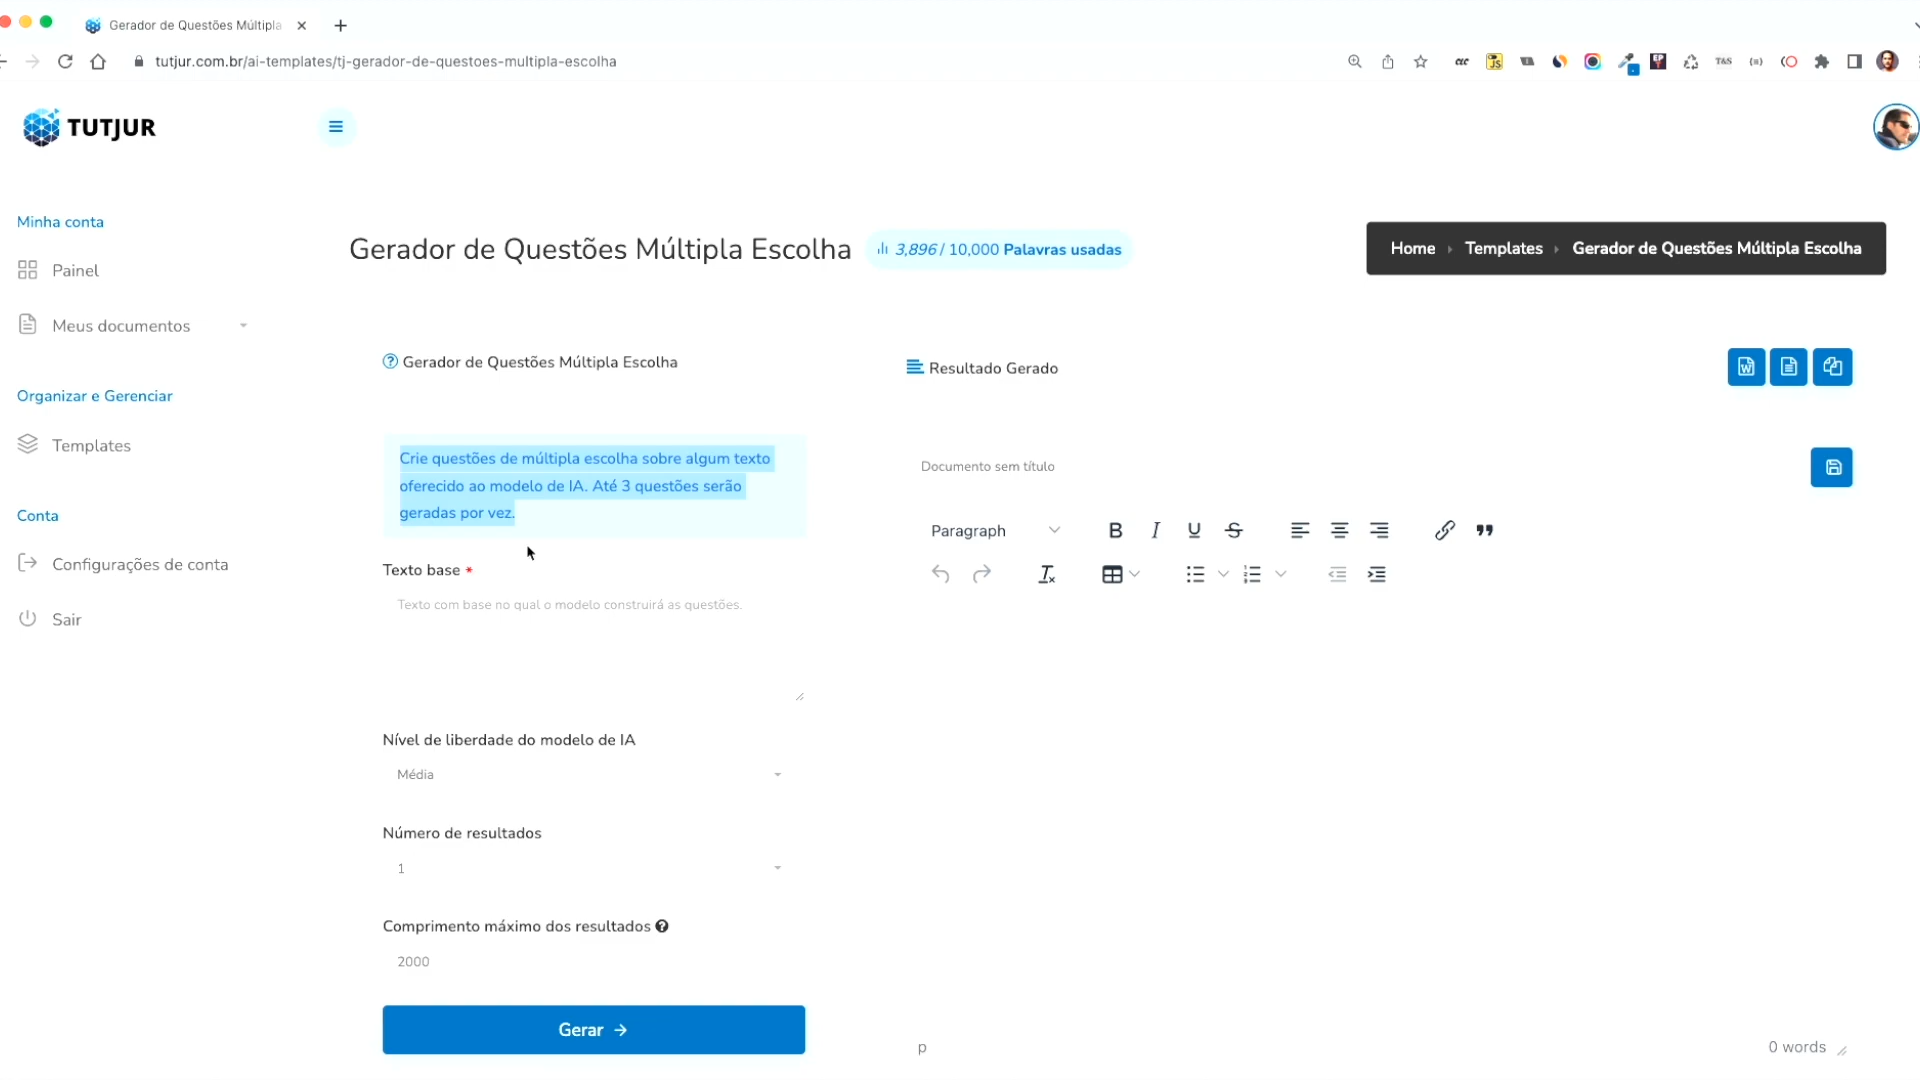 Gerador de Questões Múltipla
tutjur.com.br/ai-templates/tj-gerador-de-questoes-multipla-escolha
TUTJUR
Minha conta
Painel
Meus documentos
Organizar e Gerenciar
Templates
Conta
Configurações de conta
Sair
Gerador de Questões Múltipla Escolha
3,896 / 10,000 Palavras usadas
Home Templates Gerador de Questões Múltipla Escolha
Gerador de Questões Múltipla Escolha
Crie questões de múltipla escolha sobre algum texto
oferecido ao modelo de IA. Até 3 questões serão
geradas por vez.
Texto base *
Texto com base no qual o modelo construirá as questões.
Nível de liberdade do modelo de IA
Média
Número de resultados
1
Comprimento máximo dos resultados
2000
Gerar
Resultado Gerado
Documento sem título
Paragraph
p
0 words